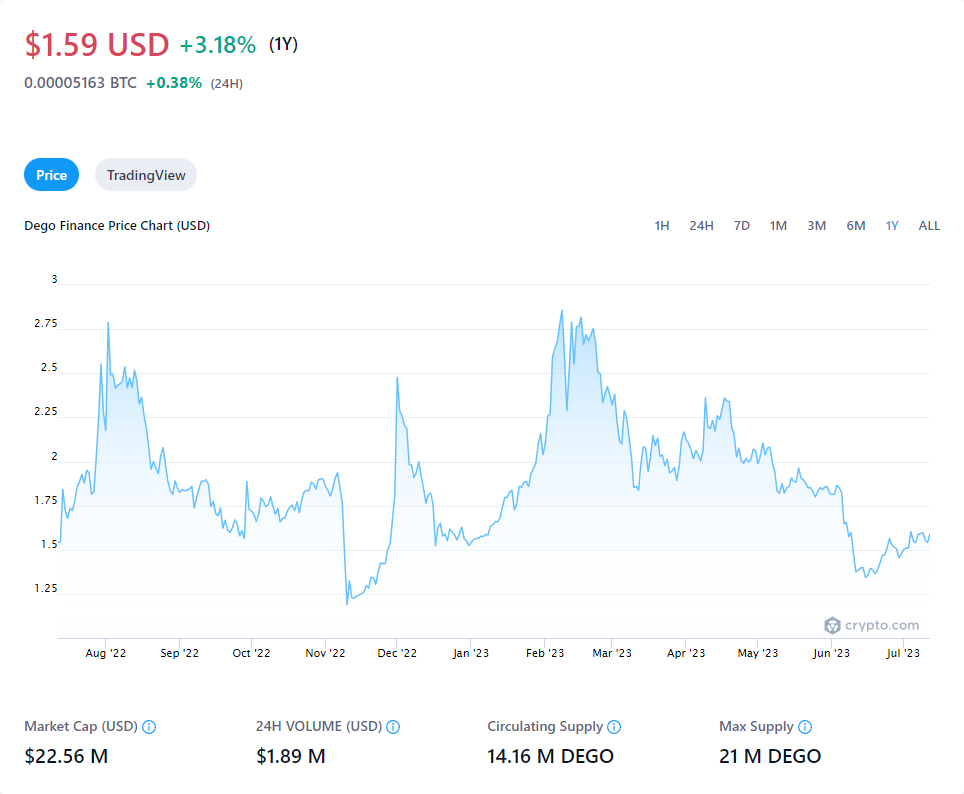 $1.59 USD +3.18% (1Y)
0.00005163 BTC +0.38% (24H)
Price TradingView
Dego Finance Price Chart (USD) 1H 24H 7D 1M 3M 6M 1Y ALL
3
2.75
2.5
2.25
2
1.75
1.5
1.25
crypto.com
Aug '22 Sep '22 Oct '22 Nov '22 Dec '22 Jan '23 Feb '23 Mar '23 Apr '23 May '23 Jun '23 Jul '23
Market Cap (USD) 24H VOLUME (USD) Circulating Supply Max Supply
$22.56 M $1.89 M 14.16 M DEGO 21 M DEGO